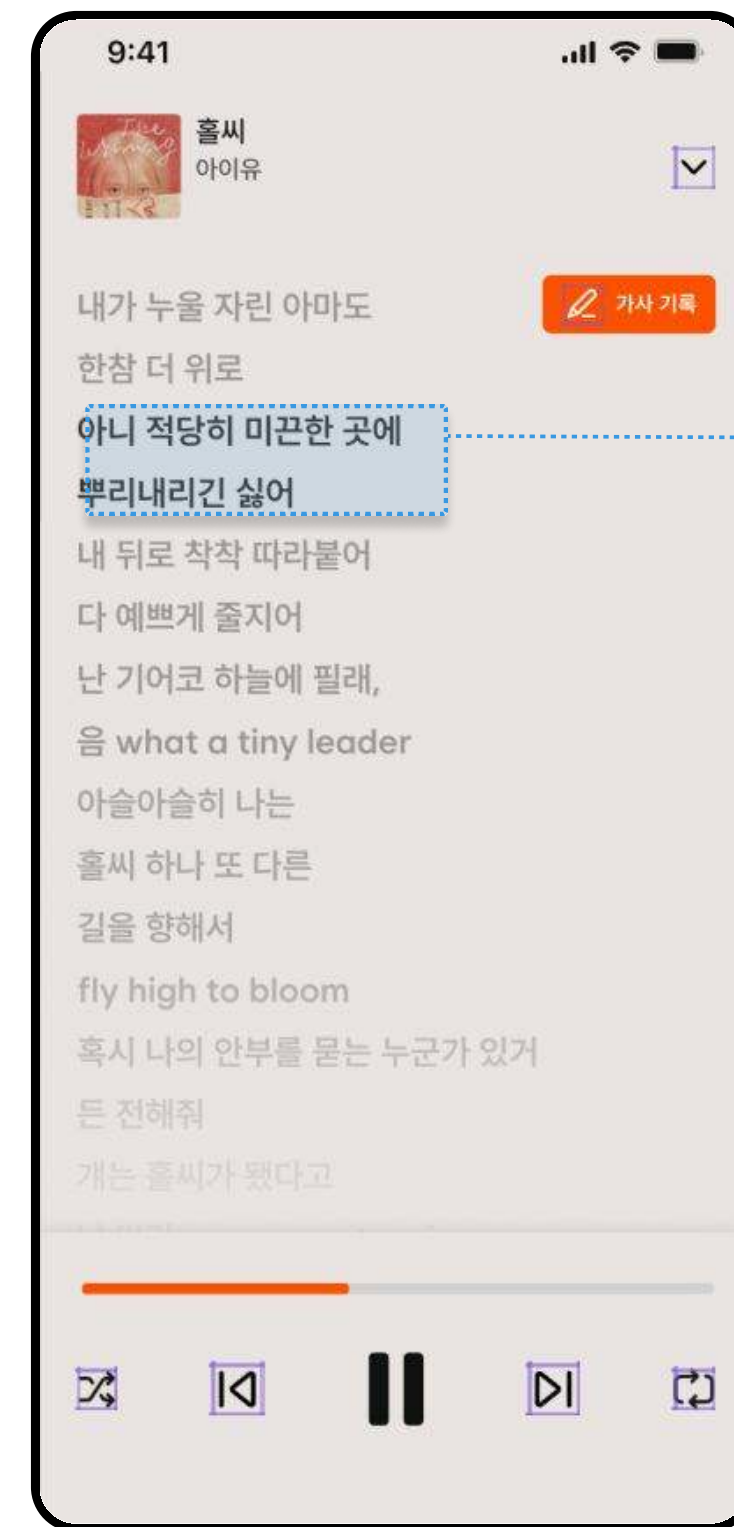 9:41
홀씨
아이유
내가 누울 자린 아마도
가사 기록
한참 더 위로
아니 적당히 미끈한 곳에
뿌리내리긴 싫어
내 뒤로 착착 따라붙어
다 예쁘게 줄지어
난 기어코 하늘에 필래,
음 what a tiny leader
아슬아슬히 나는
홀씨 하나 또 다른
길을 향해서
fly high to bloom
혹시 나의 안부를 묻는 누군가 있거
든 전해줘
걔는 홀씨가 됐다고